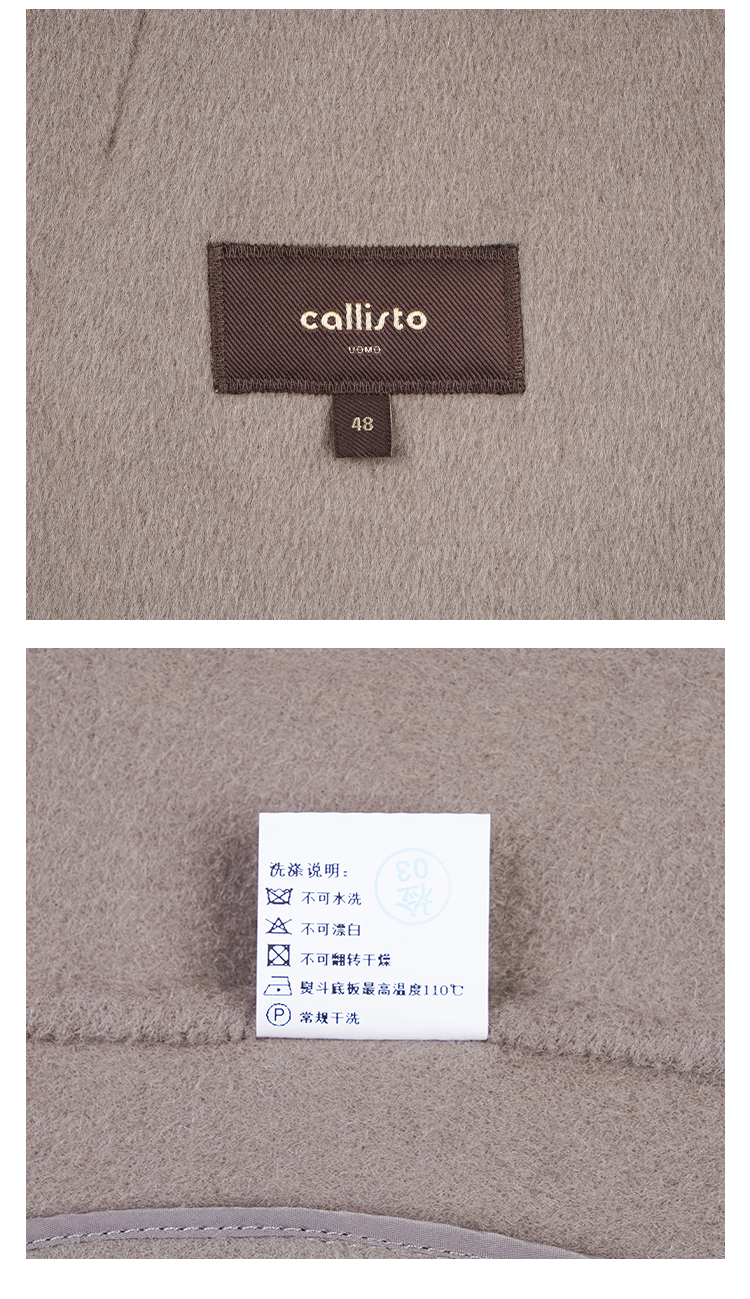 callisto
UOMO
48
洗涤说明:
不可水洗
不可漂白
不可翻转干燥
熨斗底板最高温度110℃
P 常规干洗
检
03